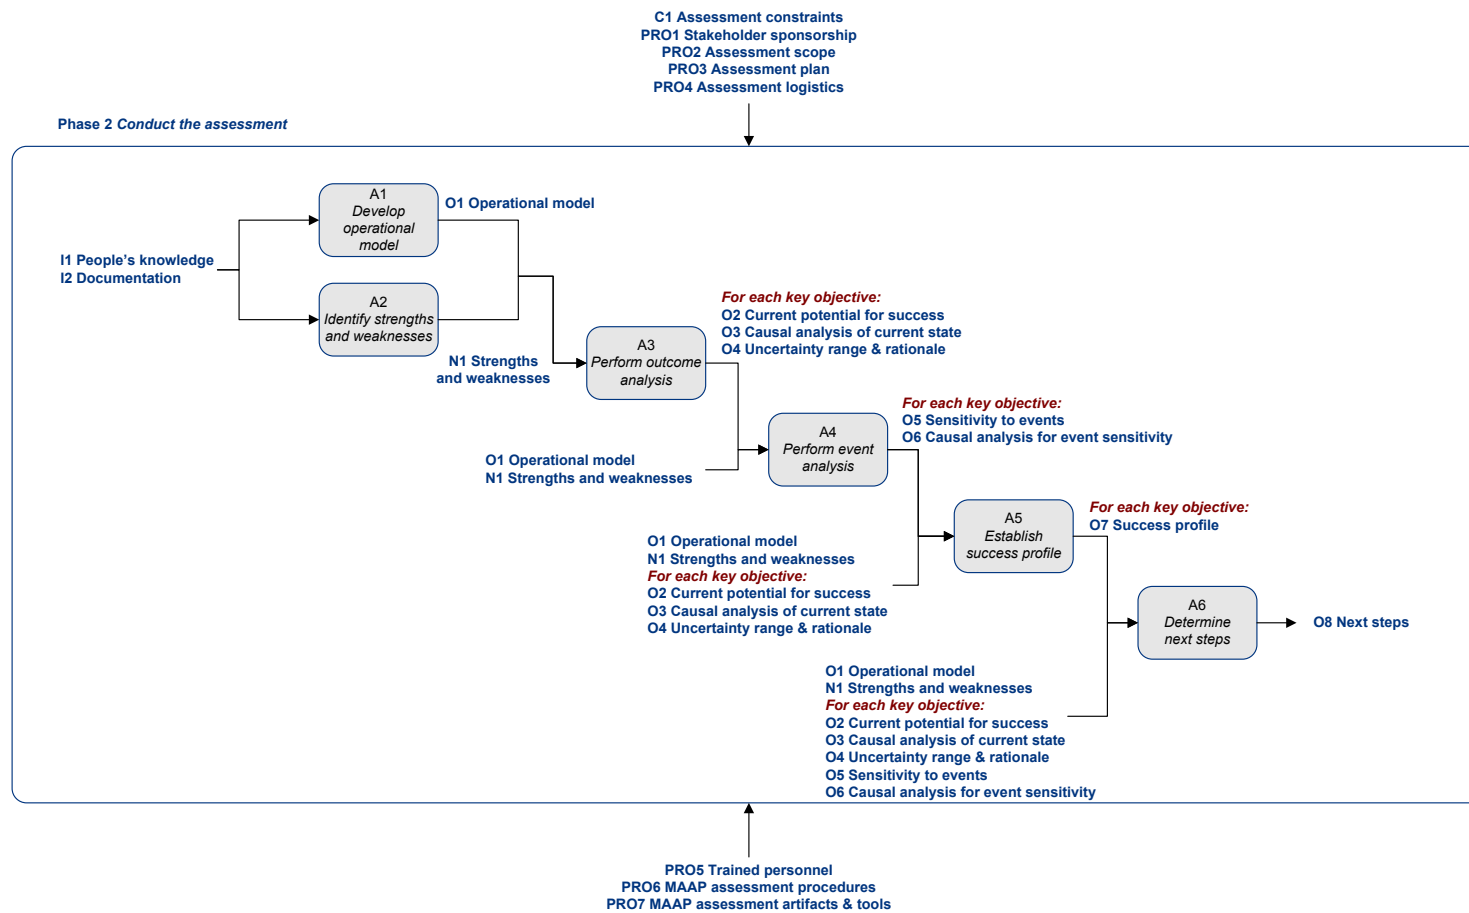 C1 Assessment constraints
PRO1 Stakeholder sponsorship
PRO2 Assessment scope
PRO3 Assessment plan
PRO4 Assessment logistics
Phase 2 Conduct the assessment
A1
Develop
operational
model
O1 Operational model
I1 People’s knowledge
I2 Documentation
A2
Identify strengths
and weaknesses
N1 Strengths
and weaknesses
A3
Perform outcome
analysis
For each key objective:
O2 Current potential for success
O3 Causal analysis of current state
O4 Uncertainty range & rationale
O1 Operational model
N1 Strengths and weaknesses
A4
Perform event
analysis
For each key objective:
O5 Sensitivity to events
O6 Causal analysis for event sensitivity
O1 Operational model
N1 Strengths and weaknesses
For each key objective:
O2 Current potential for success
O3 Causal analysis of current state
O4 Uncertainty range & rationale
A5
Establish
success profile
For each key objective:
O7 Success profile
O1 Operational model
N1 Strengths and weaknesses
For each key objective:
O2 Current potential for success
O3 Causal analysis of current state
O4 Uncertainty range & rationale
O5 Sensitivity to events
O6 Causal analysis for event sensitivity
A6
Determine
next steps
O8 Next steps
PRO5 Trained personnel
PRO6 MAAP assessment procedures
PRO7 MAAP assessment artifacts & tools